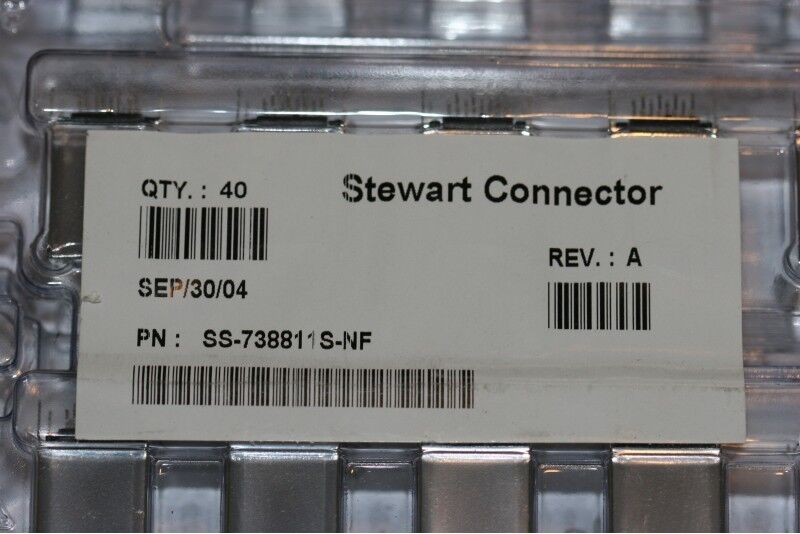 QTY. : 40
Stewart Connector
REV. : A
SEP/30/04
PN : SS-738811S-NF